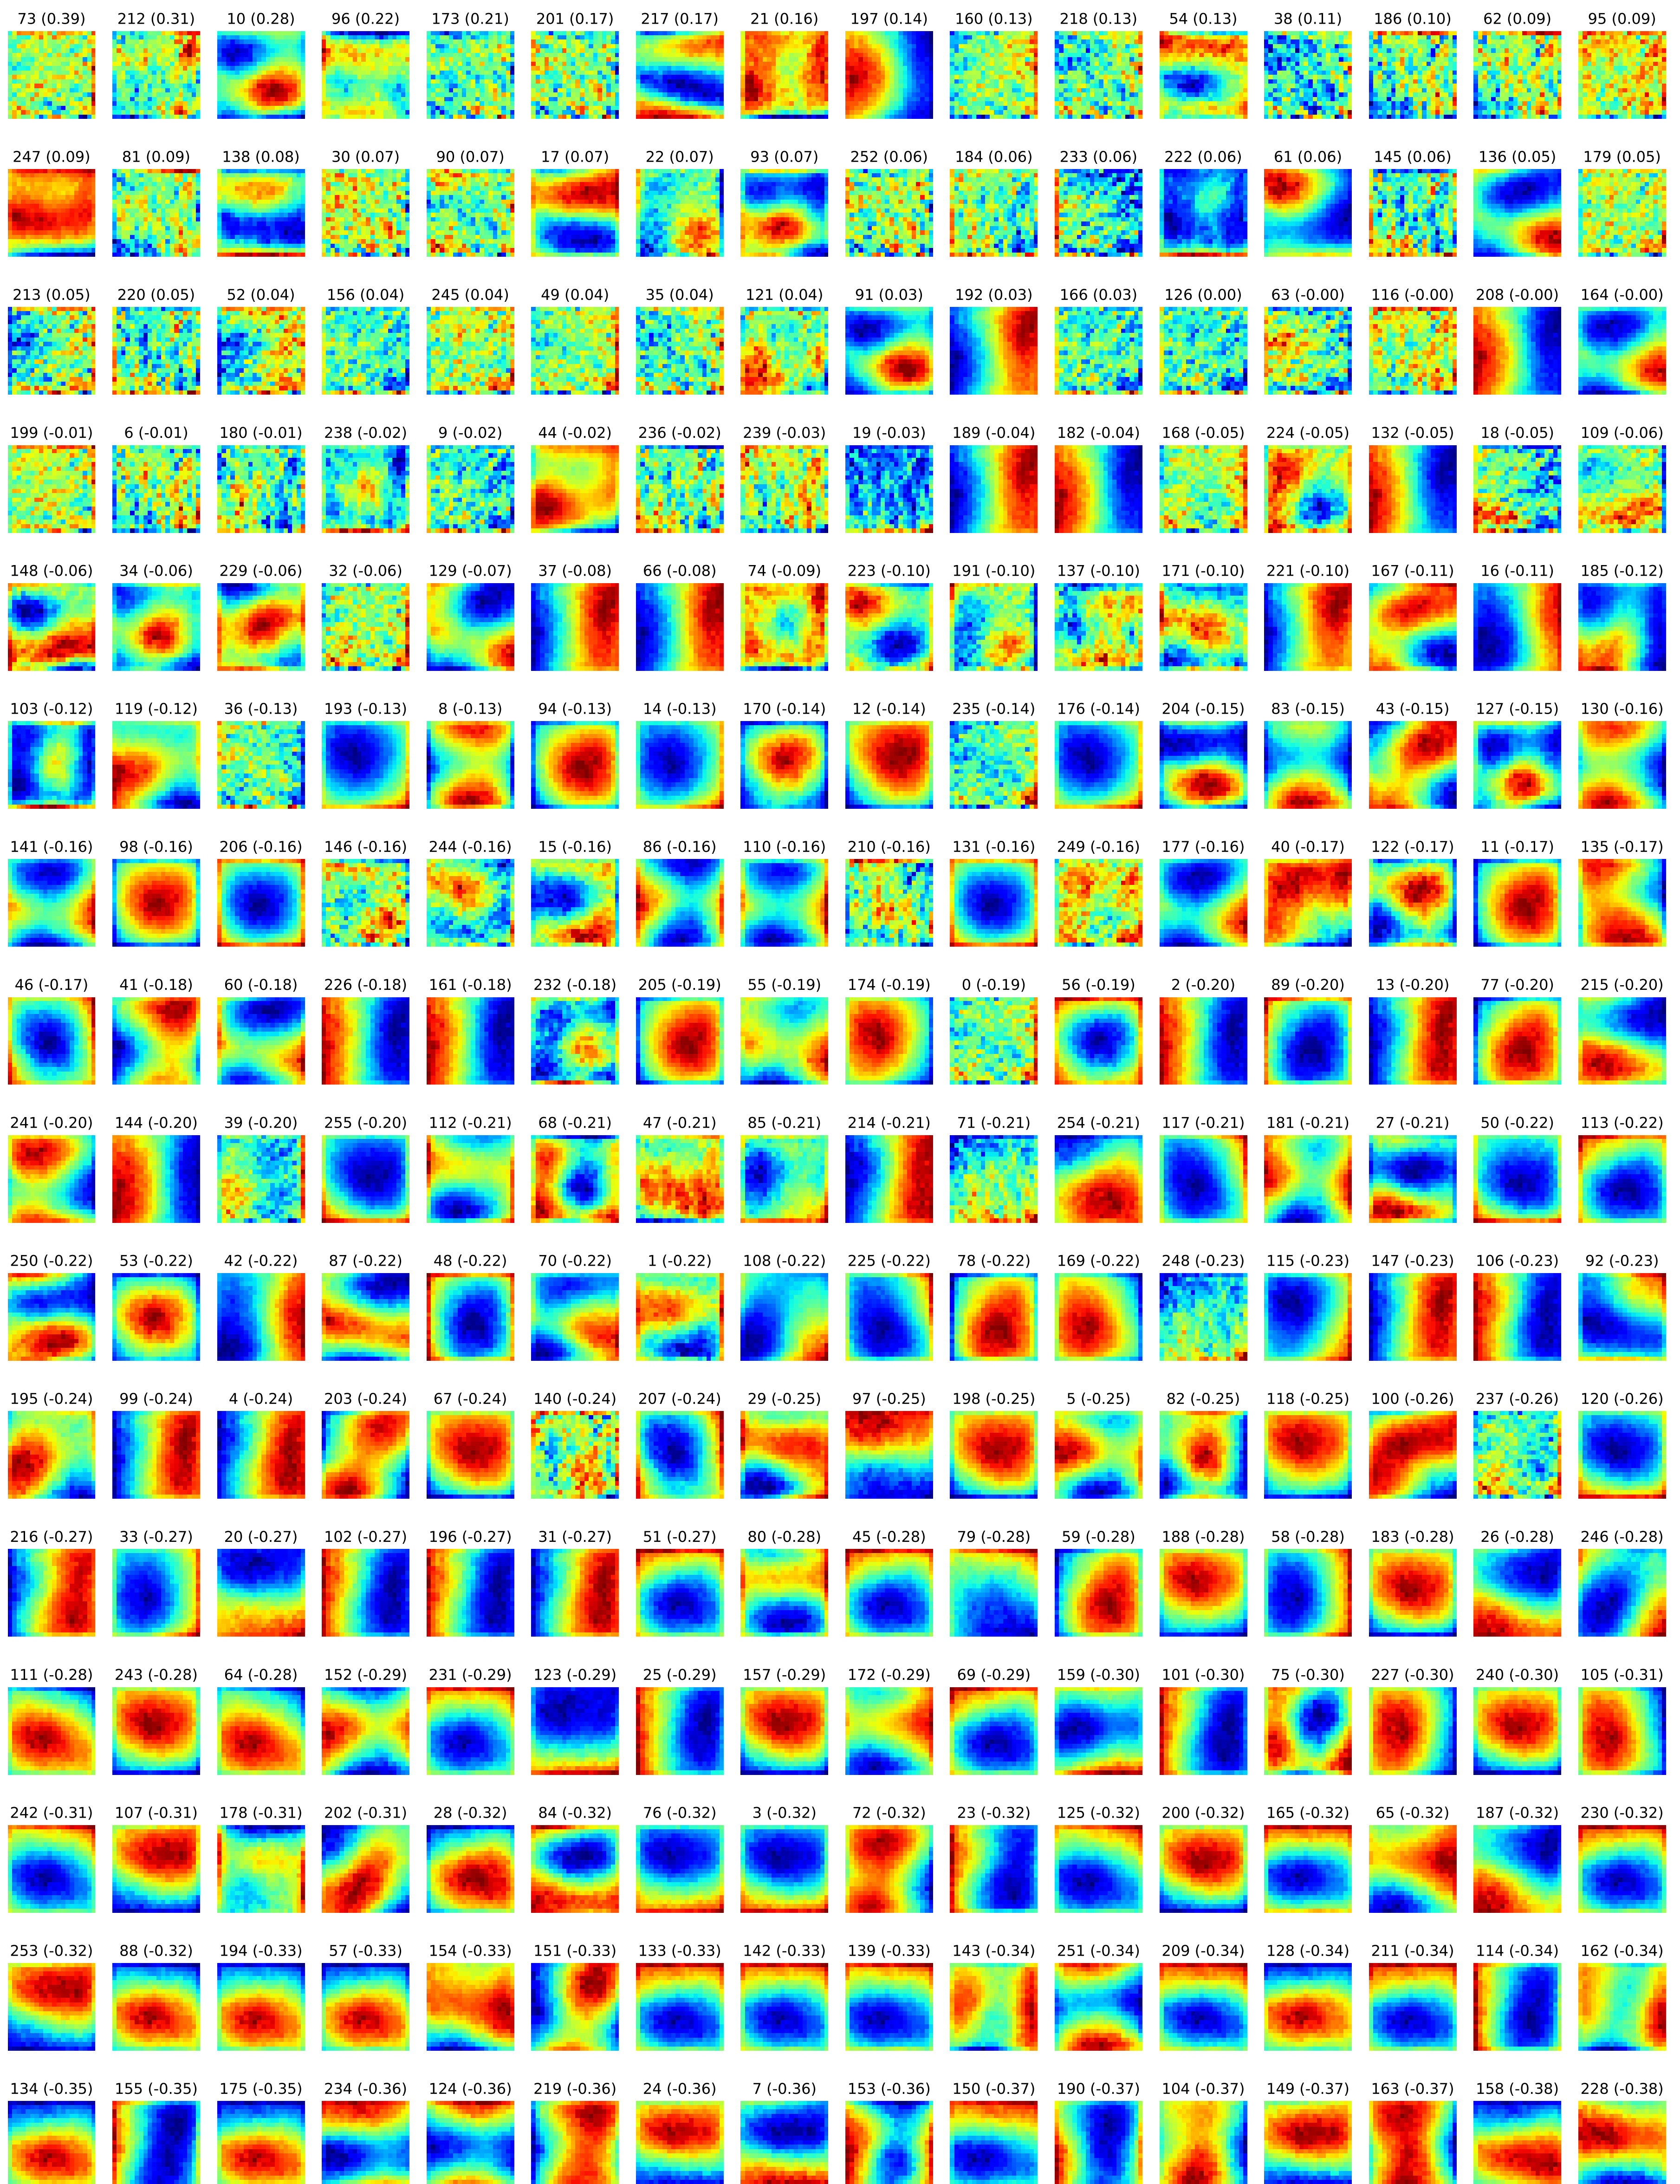 73 (0.39) 212 (0.31) 10 (0.28) 96 (0.22) 173 (0.21) 201 (0.17) 217 (0.17) 21 (0.16) 197 (0.14) 160 (0.13) 218 (0.13) 54 (0.13) 38 (0.11) 186 (0.10) 62 (0.09) 95 (0.09)
247 (0.09) 81 (0.09) 138 (0.08) 30 (0.07) 90 (0.07) 17 (0.07) 22 (0.07) 93 (0.07) 252 (0.06) 184 (0.06) 233 (0.06) 222 (0.06) 61 (0.06) 145 (0.06) 136 (0.05) 179 (0.05)
213 (0.05) 220 (0.05) 52 (0.04) 156 (0.04) 245 (0.04) 49 (0.04) 35 (0.04) 121 (0.04) 91 (0.03) 192 (0.03) 166 (0.03) 126 (0.00) 63 (-0.00) 116 (-0.00) 208 (-0.00) 164 (-0.00)
199 (-0.01) 6 (-0.01) 180 (-0.01) 238 (-0.02) 9 (-0.02) 44 (-0.02) 236 (-0.02) 239 (-0.03) 19 (-0.03) 189 (-0.04) 182 (-0.04) 168 (-0.05) 224 (-0.05) 132 (-0.05) 18 (-0.05) 109 (-0.06)
148 (-0.06) 34 (-0.06) 229 (-0.06) 32 (-0.06) 129 (-0.07) 37 (-0.08) 66 (-0.08) 74 (-0.09) 223 (-0.10) 191 (-0.10) 137 (-0.10) 171 (-0.10) 221 (-0.10) 167 (-0.11) 16 (-0.11) 185 (-0.12)
103 (-0.12) 119 (-0.12) 36 (-0.13) 193 (-0.13) 8 (-0.13) 94 (-0.13) 14 (-0.13) 170 (-0.14) 12 (-0.14) 235 (-0.14) 176 (-0.14) 204 (-0.15) 83 (-0.15) 43 (-0.15) 127 (-0.15) 130 (-0.16)
141 (-0.16) 98 (-0.16) 206 (-0.16) 146 (-0.16) 244 (-0.16) 15 (-0.16) 86 (-0.16) 110 (-0.16) 210 (-0.16) 131 (-0.16) 249 (-0.16) 177 (-0.16) 40 (-0.17) 122 (-0.17) 11 (-0.17) 135 (-0.17)
46 (-0.17) 41 (-0.18) 60 (-0.18) 226 (-0.18) 161 (-0.18) 232 (-0.18) 205 (-0.19) 55 (-0.19) 174 (-0.19) 0 (-0.19) 56 (-0.19) 2 (-0.20) 89 (-0.20) 13 (-0.20) 77 (-0.20) 215 (-0.20)
241 (-0.20) 144 (-0.20) 39 (-0.20) 255 (-0.20) 112 (-0.21) 68 (-0.21) 47 (-0.21) 85 (-0.21) 214 (-0.21) 71 (-0.21) 254 (-0.21) 117 (-0.21) 181 (-0.21) 27 (-0.21) 50 (-0.22) 113 (-0.22)
250 (-0.22) 53 (-0.22) 42 (-0.22) 87 (-0.22) 48 (-0.22) 70 (-0.22) 1 (-0.22) 108 (-0.22) 225 (-0.22) 78 (-0.22) 169 (-0.22) 248 (-0.23) 115 (-0.23) 147 (-0.23) 106 (-0.23) 92 (-0.23)
195 (-0.24) 99 (-0.24) 4 (-0.24) 203 (-0.24) 67 (-0.24) 140 (-0.24) 207 (-0.24) 29 (-0.25) 97 (-0.25) 198 (-0.25) 5 (-0.25) 82 (-0.25) 118 (-0.25) 100 (-0.26) 237 (-0.26) 120 (-0.26)
216 (-0.27) 33 (-0.27) 20 (-0.27) 102 (-0.27) 196 (-0.27) 31 (-0.27) 51 (-0.27) 80 (-0.28) 45 (-0.28) 79 (-0.28) 59 (-0.28) 188 (-0.28) 58 (-0.28) 183 (-0.28) 26 (-0.28) 246 (-0.28)
111 (-0.28) 243 (-0.28) 64 (-0.28) 152 (-0.29) 231 (-0.29) 123 (-0.29) 25 (-0.29) 157 (-0.29) 172 (-0.29) 69 (-0.29) 159 (-0.30) 101 (-0.30) 75 (-0.30) 227 (-0.30) 240 (-0.30) 105 (-0.31)
242 (-0.31) 107 (-0.31) 178 (-0.31) 202 (-0.31) 28 (-0.32) 84 (-0.32) 76 (-0.32) 3 (-0.32) 72 (-0.32) 23 (-0.32) 125 (-0.32) 200 (-0.32) 165 (-0.32) 65 (-0.32) 187 (-0.32) 230 (-0.32)
253 (-0.32) 88 (-0.32) 194 (-0.33) 57 (-0.33) 154 (-0.33) 151 (-0.33) 133 (-0.33) 142 (-0.33) 139 (-0.33) 143 (-0.34) 251 (-0.34) 209 (-0.34) 128 (-0.34) 211 (-0.34) 114 (-0.34) 162 (-0.34)
134 (-0.35) 155 (-0.35) 175 (-0.35) 234 (-0.36) 124 (-0.36) 219 (-0.36) 24 (-0.36) 7 (-0.36) 153 (-0.36) 150 (-0.37) 190 (-0.37) 104 (-0.37) 149 (-0.37) 163 (-0.37) 158 (-0.38) 228 (-0.38)